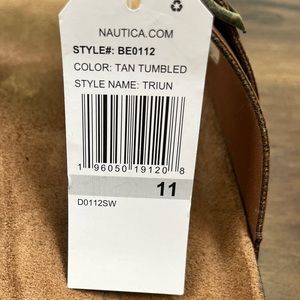 NAUTICA.COM
STYLE#: BE0112
COLOR: TAN TUMBLED
STYLE NAME: TRIUN
1 96050 19120 8
11
D0112SW